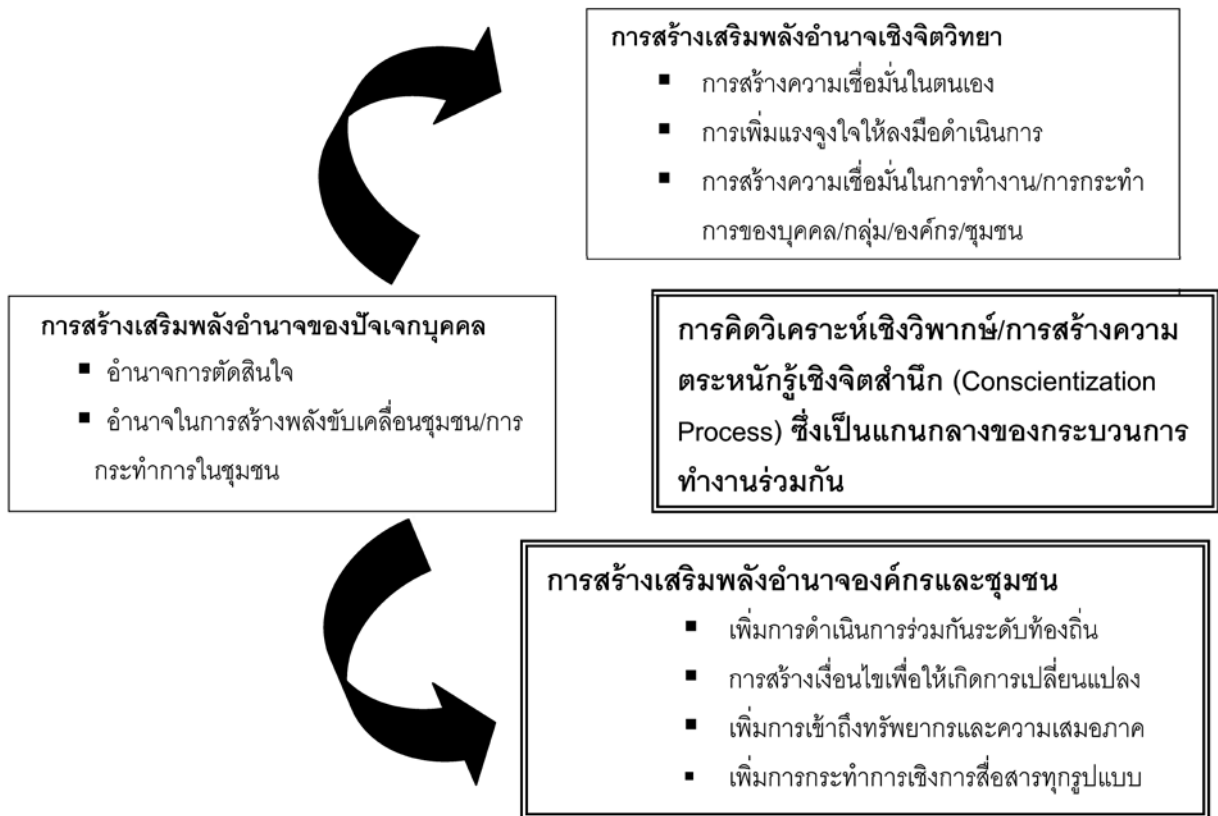 การสร้างเสริมพลังอำนาจเชิงจิตวิทยา
▪ การสร้างความเชื่อมั่นในตนเอง
▪ การเพิ่มแรงจูงใจให้ลงมือดำเนินการ
▪ การสร้างความเชื่อมั่นในการทำงาน/การกระทำ
การของบุคคล/กลุ่ม/องค์กร/ชุมชน
การสร้างเสริมพลังอำนาจของปัจเจกบุคคล
▪ อำนาจการตัดสินใจ
▪ อำนาจในการสร้างพลังขับเคลื่อนชุมชน/การ
กระทำการในชุมชน
การคิดวิเคราะห์เชิงวิพากษ์/การสร้างความ
ตระหนักรู้เชิงจิตสำนึก (Conscientization
Process) ซึ่งเป็นแกนกลางของกระบวนการ
ทำงานร่วมกัน
การสร้างเสริมพลังอำนาจองค์กรและชุมชน
▪ เพิ่มการดำเนินการร่วมกันระดับท้องถิ่น
▪ การสร้างเงื่อนไขเพื่อให้เกิดการเปลี่ยนแปลง
▪ เพิ่มการเข้าถึงทรัพยากรและความเสมอภาค
▪ เพิ่มการกระทำการเชิงการสื่อสารทุกรูปแบบ